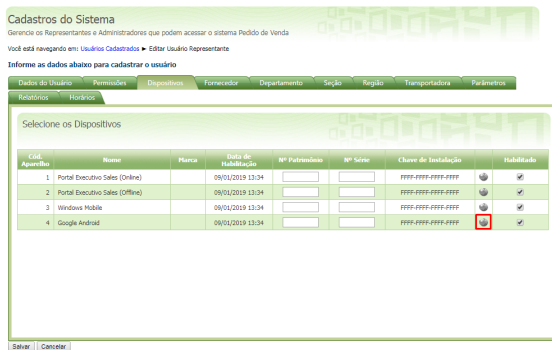 Cadastros do Sistema
Gerencie os Representantes e Administradores que podem acessar o sistema Pedido de Venda
Você está navegando em: Usuários Cadastrados ► Editar Usuário Representante
Informe as dados abaixo para cadastrar o usuário
Dados do Usuário Permissões Dispositivos Fornecedor Departamento Seção Região Transportadora Parâmetros
Relatórios Horários
Selecione os Dispositivos
Cód. Aparelho Nome Marca Data de Habilitação Nº Patrimônio Nº Série Chave de Instalação Habilitado
1 Portal Executivo Sales (Online) 09/01/2019 13:34 FFFF-FFFF-FFFF-FFFF
2 Portal Executivo Sales (Offline) 09/01/2019 13:34 FFFF-FFFF-FFFF-FFFF
3 Windows Mobile 09/01/2019 13:34 FFFF-FFFF-FFFF-FFFF
4 Google Android 09/01/2019 13:34 FFFF-FFFF-FFFF-FFFF
Salvar Cancelar